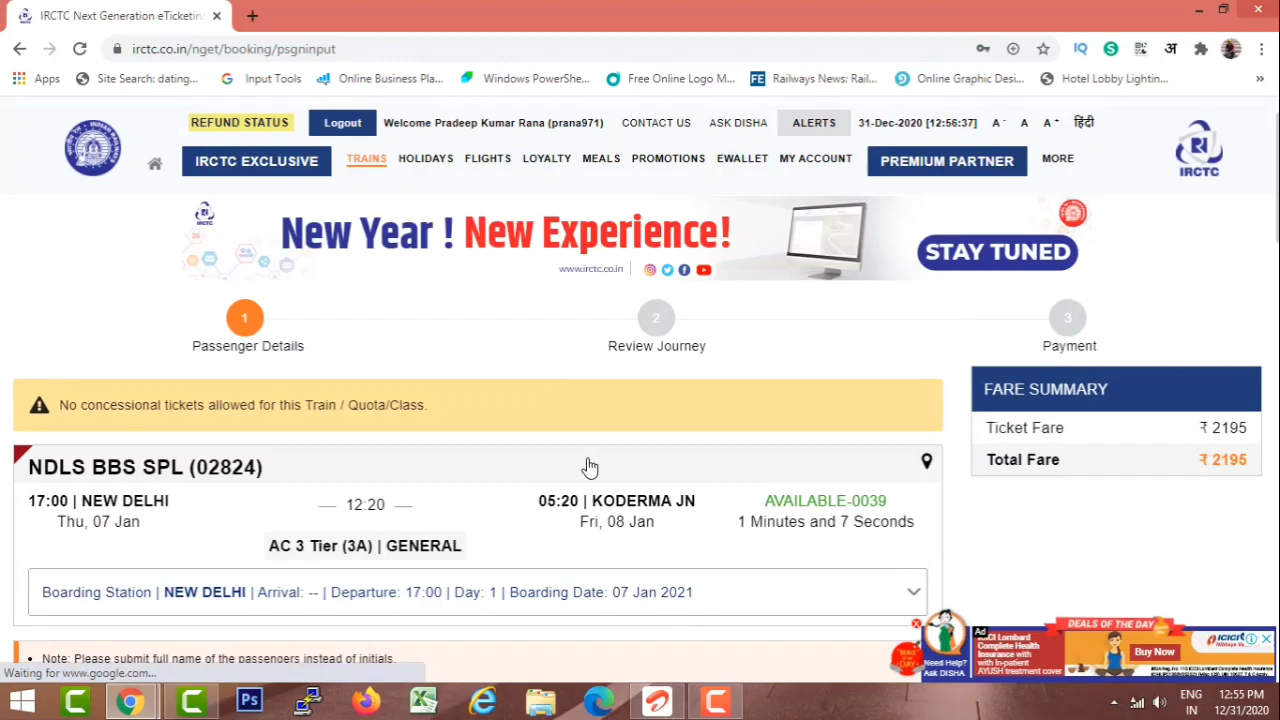 IRCTC Next Generation eTicketing
irctc.co.in/nget/booking/psgninput
Apps Site Search: dating... Input Tools Online Business Pla... Windows PowerShe... Free Online Logo M... FE Railways News: Rail... Online Graphic Desi... Hotel Lobby Lightin... »
REFUND STATUS Logout Welcome Pradeep Kumar Rana (prana971) CONTACT US ASK DISHA ALERTS 31-Dec-2020 [12:56:37] A- A A+ हिंदी
IRCTC EXCLUSIVE TRAINS HOLIDAYS FLIGHTS LOYALTY MEALS PROMOTIONS EWALLET MY ACCOUNT PREMIUM PARTNER MORE
IRCTC
New Year ! New Experience!
STAY TUNED
www.irctc.co.in
1 2 3
Passenger Details Review Journey Payment
No concessional tickets allowed for this Train / Quota/Class.
FARE SUMMARY
Ticket Fare ₹ 2195
Total Fare ₹ 2195
NDLS BBS SPL (02824)
17:00 | NEW DELHI — 12:20 — 05:20 | KODERMA JN AVAILABLE-0039
Thu, 07 Jan Fri, 08 Jan 1 Minutes and 7 Seconds
AC 3 Tier (3A) | GENERAL
Boarding Station | NEW DELHI | Arrival: -- | Departure: 17:00 | Day: 1 | Boarding Date: 07 Jan 2021
Note: Please submit full name of the passengers
of initials.
Waiting for www.google.com...
Need Help?
Ask DISHA
Ad
DEALS OF THE DAY
ICICI Lombard
Complete Health
Insurance with
with In-patient
AYUSH treatment cover
Buy Now
ENG 12:55 PM
IN 12/31/2020